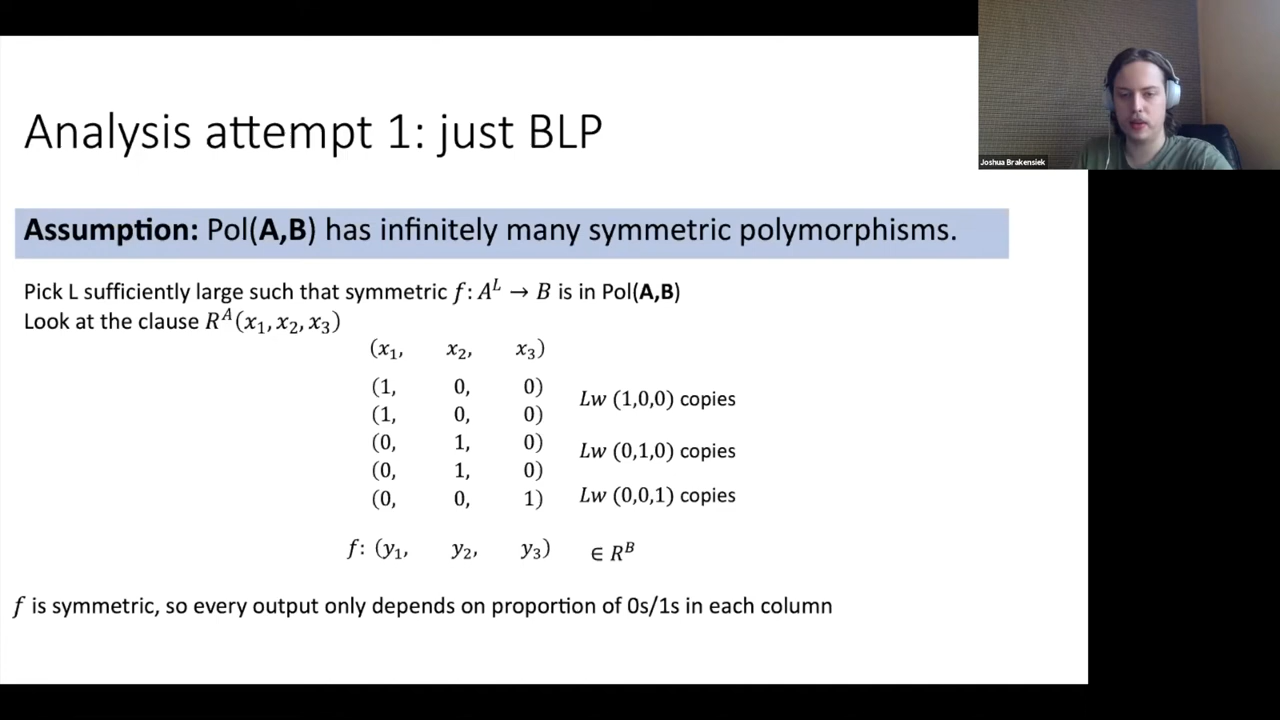 Analysis attempt 1: just BLP
Joshua Brakensiek
Assumption: Pol(A,B) has infinitely many symmetric polymorphisms.
Pick L sufficiently large such that symmetric f: A^L → B is in Pol(A,B)
Look at the clause R^A(x₁, x₂, x₃)
(x₁, x₂, x₃)
(1, 0, 0)
Lw (1,0,0) copies
(1, 0, 0)
(0, 1, 0)
Lw (0,1,0) copies
(0, 1, 0)
(0, 0, 1) Lw (0,0,1) copies
f: (y₁, y₂, y₃) ∈ R^B
f is symmetric, so every output only depends on proportion of 0s/1s in each column